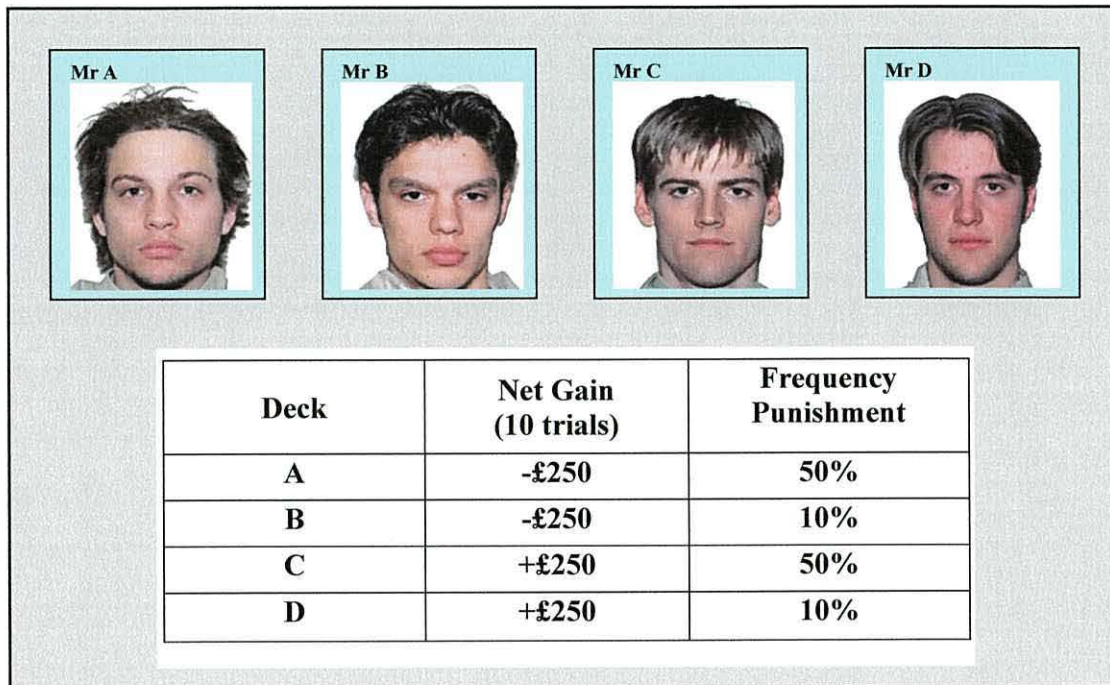 Mr A Mr B Mr C Mr D
Deck Net Gain (10 trials) Frequency Punishment
A -£250 50%
B -£250 10%
C +£250 50%
D +£250 10%